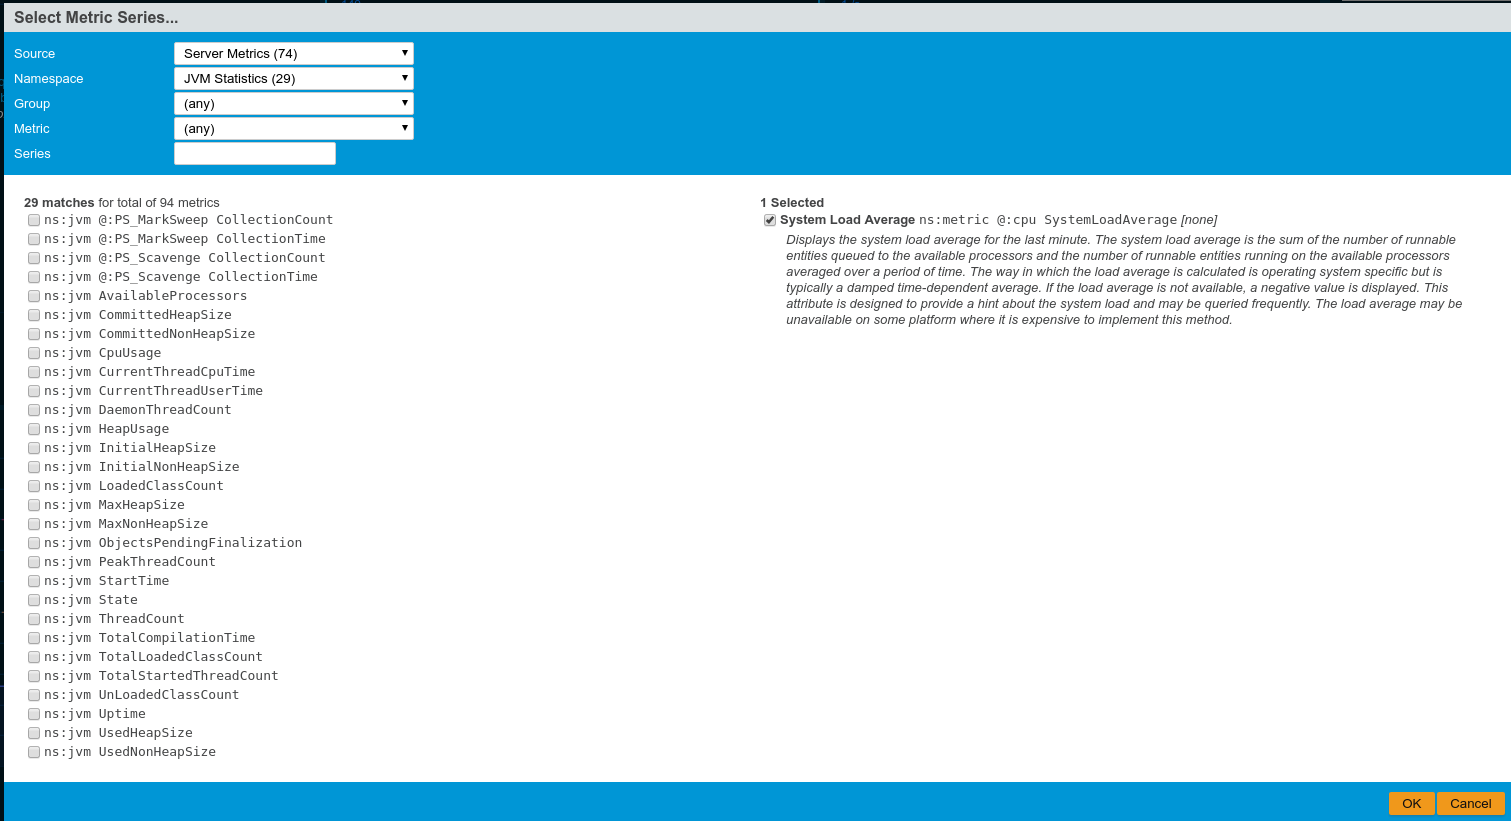 Select Metric Series...
Source
Server Metrics (74)
Namespace
JVM Statistics (29)
Group
(any)
Metric
(any)
Series
29 matches for total of 94 metrics
ns:jvm @:PS_MarkSweep CollectionCount
ns:jvm @:PS_MarkSweep CollectionTime
ns:jvm @:PS_Scavenge CollectionCount
ns:jvm @:PS_Scavenge CollectionTime
ns:jvm AvailableProcessors
ns:jvm CommittedHeapSize
ns:jvm CommittedNonHeapSize
ns:jvm CpuUsage
ns:jvm CurrentThreadCpuTime
ns:jvm CurrentThreadUserTime
ns:jvm DaemonThreadCount
ns:jvm HeapUsage
ns:jvm InitialHeapSize
ns:jvm InitialNonHeapSize
ns:jvm LoadedClassCount
ns:jvm MaxHeapSize
ns:jvm MaxNonHeapSize
ns:jvm ObjectsPendingFinalization
ns:jvm PeakThreadCount
ns:jvm StartTime
ns:jvm State
ns:jvm ThreadCount
ns:jvm TotalCompilationTime
ns:jvm TotalLoadedClassCount
ns:jvm TotalStartedThreadCount
ns:jvm UnLoadedClassCount
ns:jvm Uptime
ns:jvm UsedHeapSize
ns:jvm UsedNonHeapSize
1 Selected
System Load Average ns:metric @:cpu SystemLoadAverage [none]
Displays the system load average for the last minute. The system load average is the sum of the number of runnable
entities queued to the available processors and the number of runnable entities running on the available processors
averaged over a period of time. The way in which the load average is calculated is operating system specific but is
typically a damped time-dependent average. If the load average is not available, a negative value is displayed. This
attribute is designed to provide a hint about the system load and may be queried frequently. The load average may be
unavailable on some platform where it is expensive to implement this method.
OK
Cancel